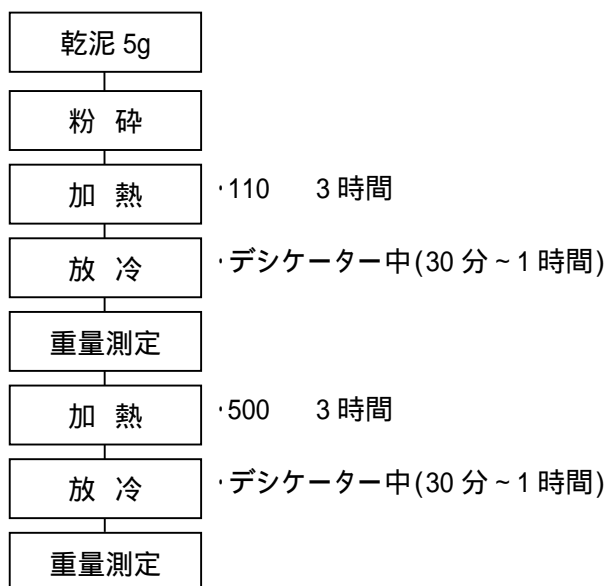 乾泥 5g
粉 砕
加 熱 ・110 3 時間
放 冷 ・デシケーター中(30 分~1 時間)
重量測定
加 熱 ・500 3 時間
放 冷 ・デシケーター中(30 分~1 時間)
重量測定